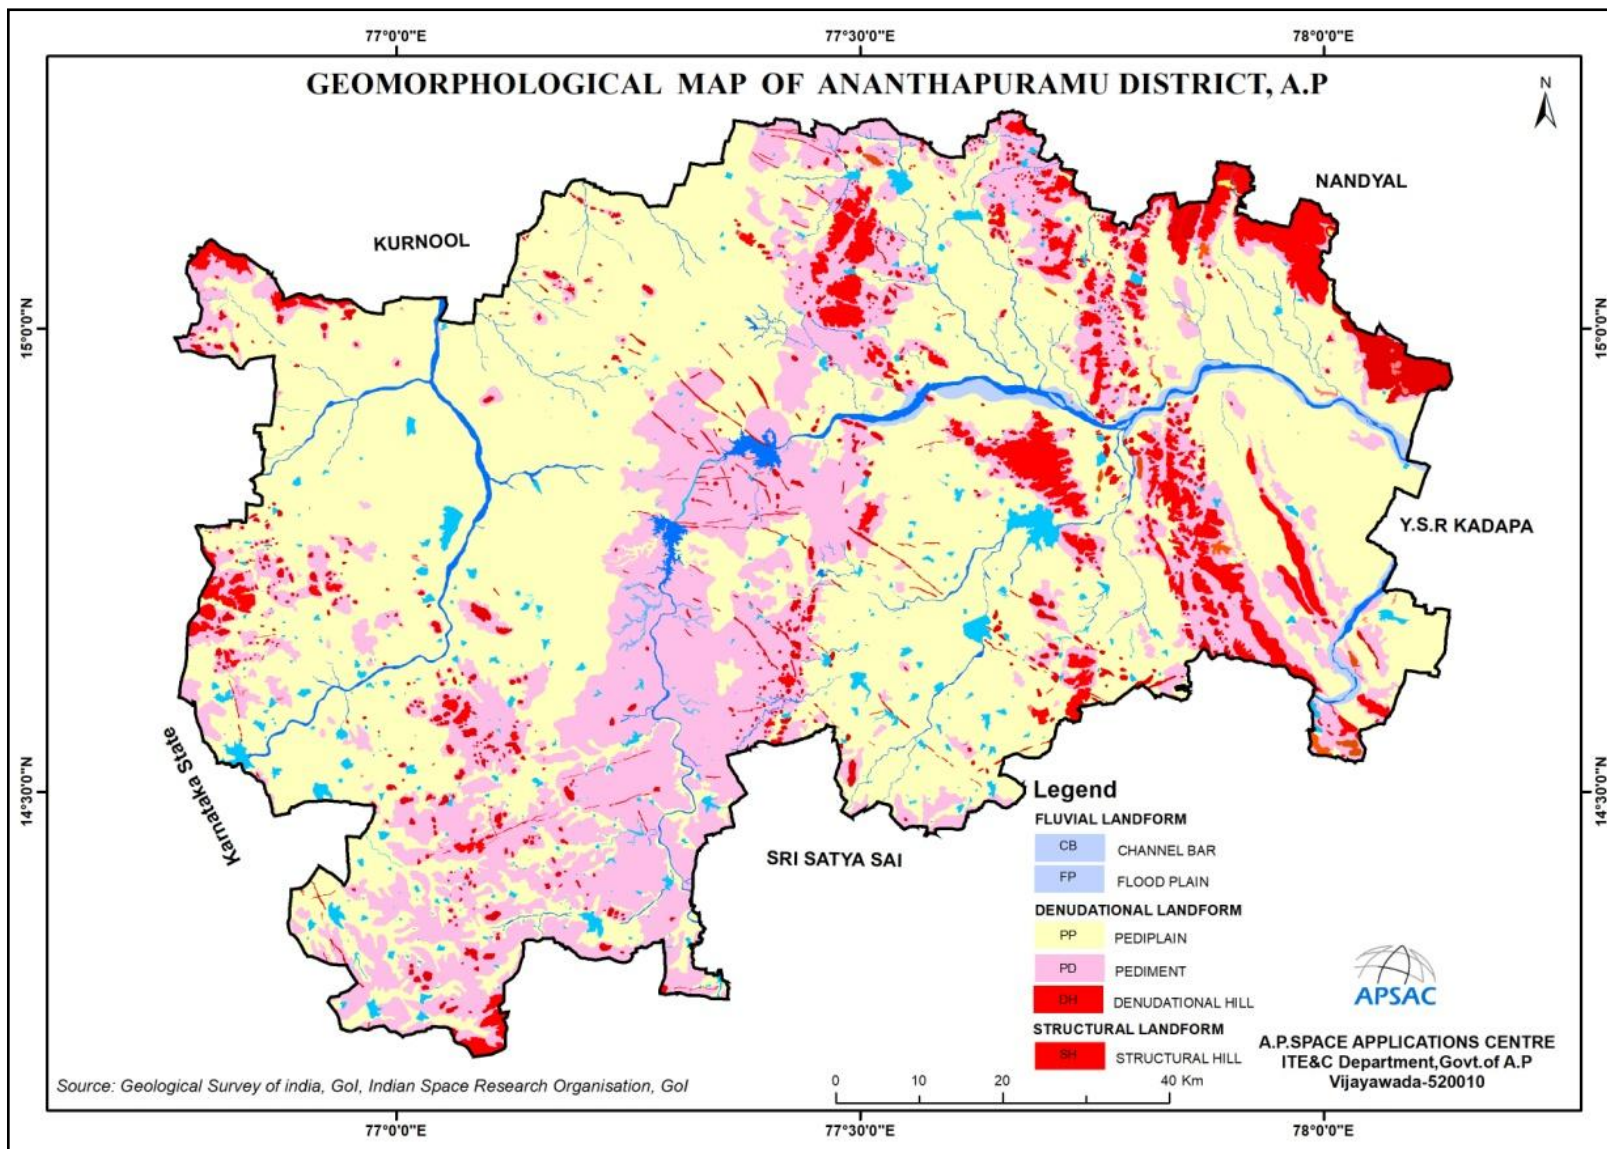 77°0'0"E
77°30'0"E
78°0'0"E
GEOMORPHOLOGICAL MAP OF ANANTHAPURAMU DISTRICT, A.P
N
NANDYAL
KURNOOL
15°0'0"N
15°0'0"N
Y.S.R KADAPA
Karnataka State
14°30'0"N
14°30'0"N
SRI SATYA SAI
Legend
FLUVIAL LANDFORM
CB CHANNEL BAR
FP FLOOD PLAIN
DENUDATIONAL LANDFORM
PP PEDIPLAIN
PD PEDIMENT
DH DENUDATIONAL HILL
STRUCTURAL LANDFORM
SH STRUCTURAL HILL
APSAC
A.P.SPACE APPLICATIONS CENTRE
ITE&C Department,Govt.of A.P
Vijayawada-520010
Source: Geological Survey of india, GoI, Indian Space Research Organisation, GoI
0 10 20 40 Km
77°0'0"E
77°30'0"E
78°0'0"E